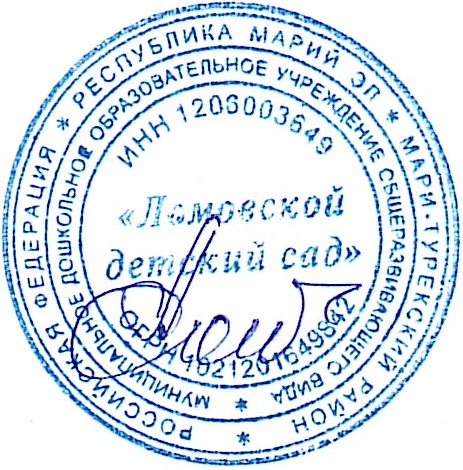 РОССИЙСКАЯ ФЕДЕРАЦИЯ * РЕСПУБЛИКА МАРИЙ ЭЛ * МАРИ-ТУРЕКСКИЙ РАЙОН *
МУНИЦИПАЛЬНОЕ ДОШКОЛЬНОЕ ОБРАЗОВАТЕЛЬНОЕ УЧРЕЖДЕНИЕ ОБЩЕРАЗВИВАЮЩЕГО ВИДА *
ИНН 1206003649
«Ломовской
детский сад»
ОГРН 1021201649842